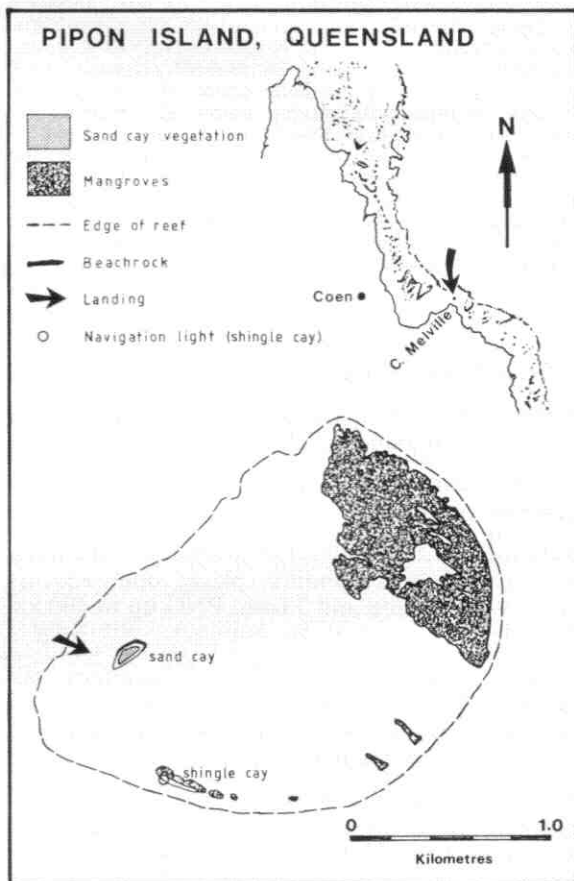 PIPON ISLAND, QUEENSLAND
Sand cay vegetation
Mangroves
Edge of reef
Beachrock
Landing
Navigation light (shingle cay)
N
Coen
C. Melville
sand cay
shingle cay
0 1.0
Kilometres